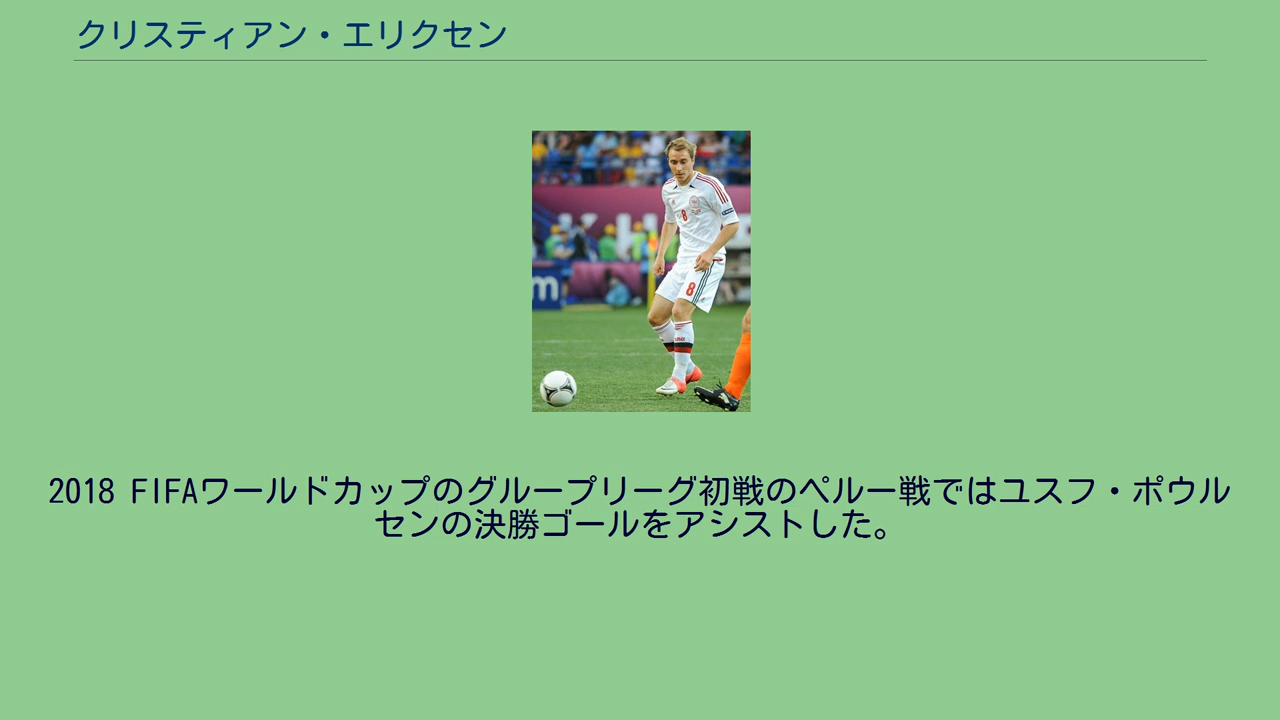 クリスティアン・エリクセン
8
8
m
2018 FIFAワールドカップのグループリーグ初戦のペルー戦ではユスフ・ポウル
センの決勝ゴールをアシストした。